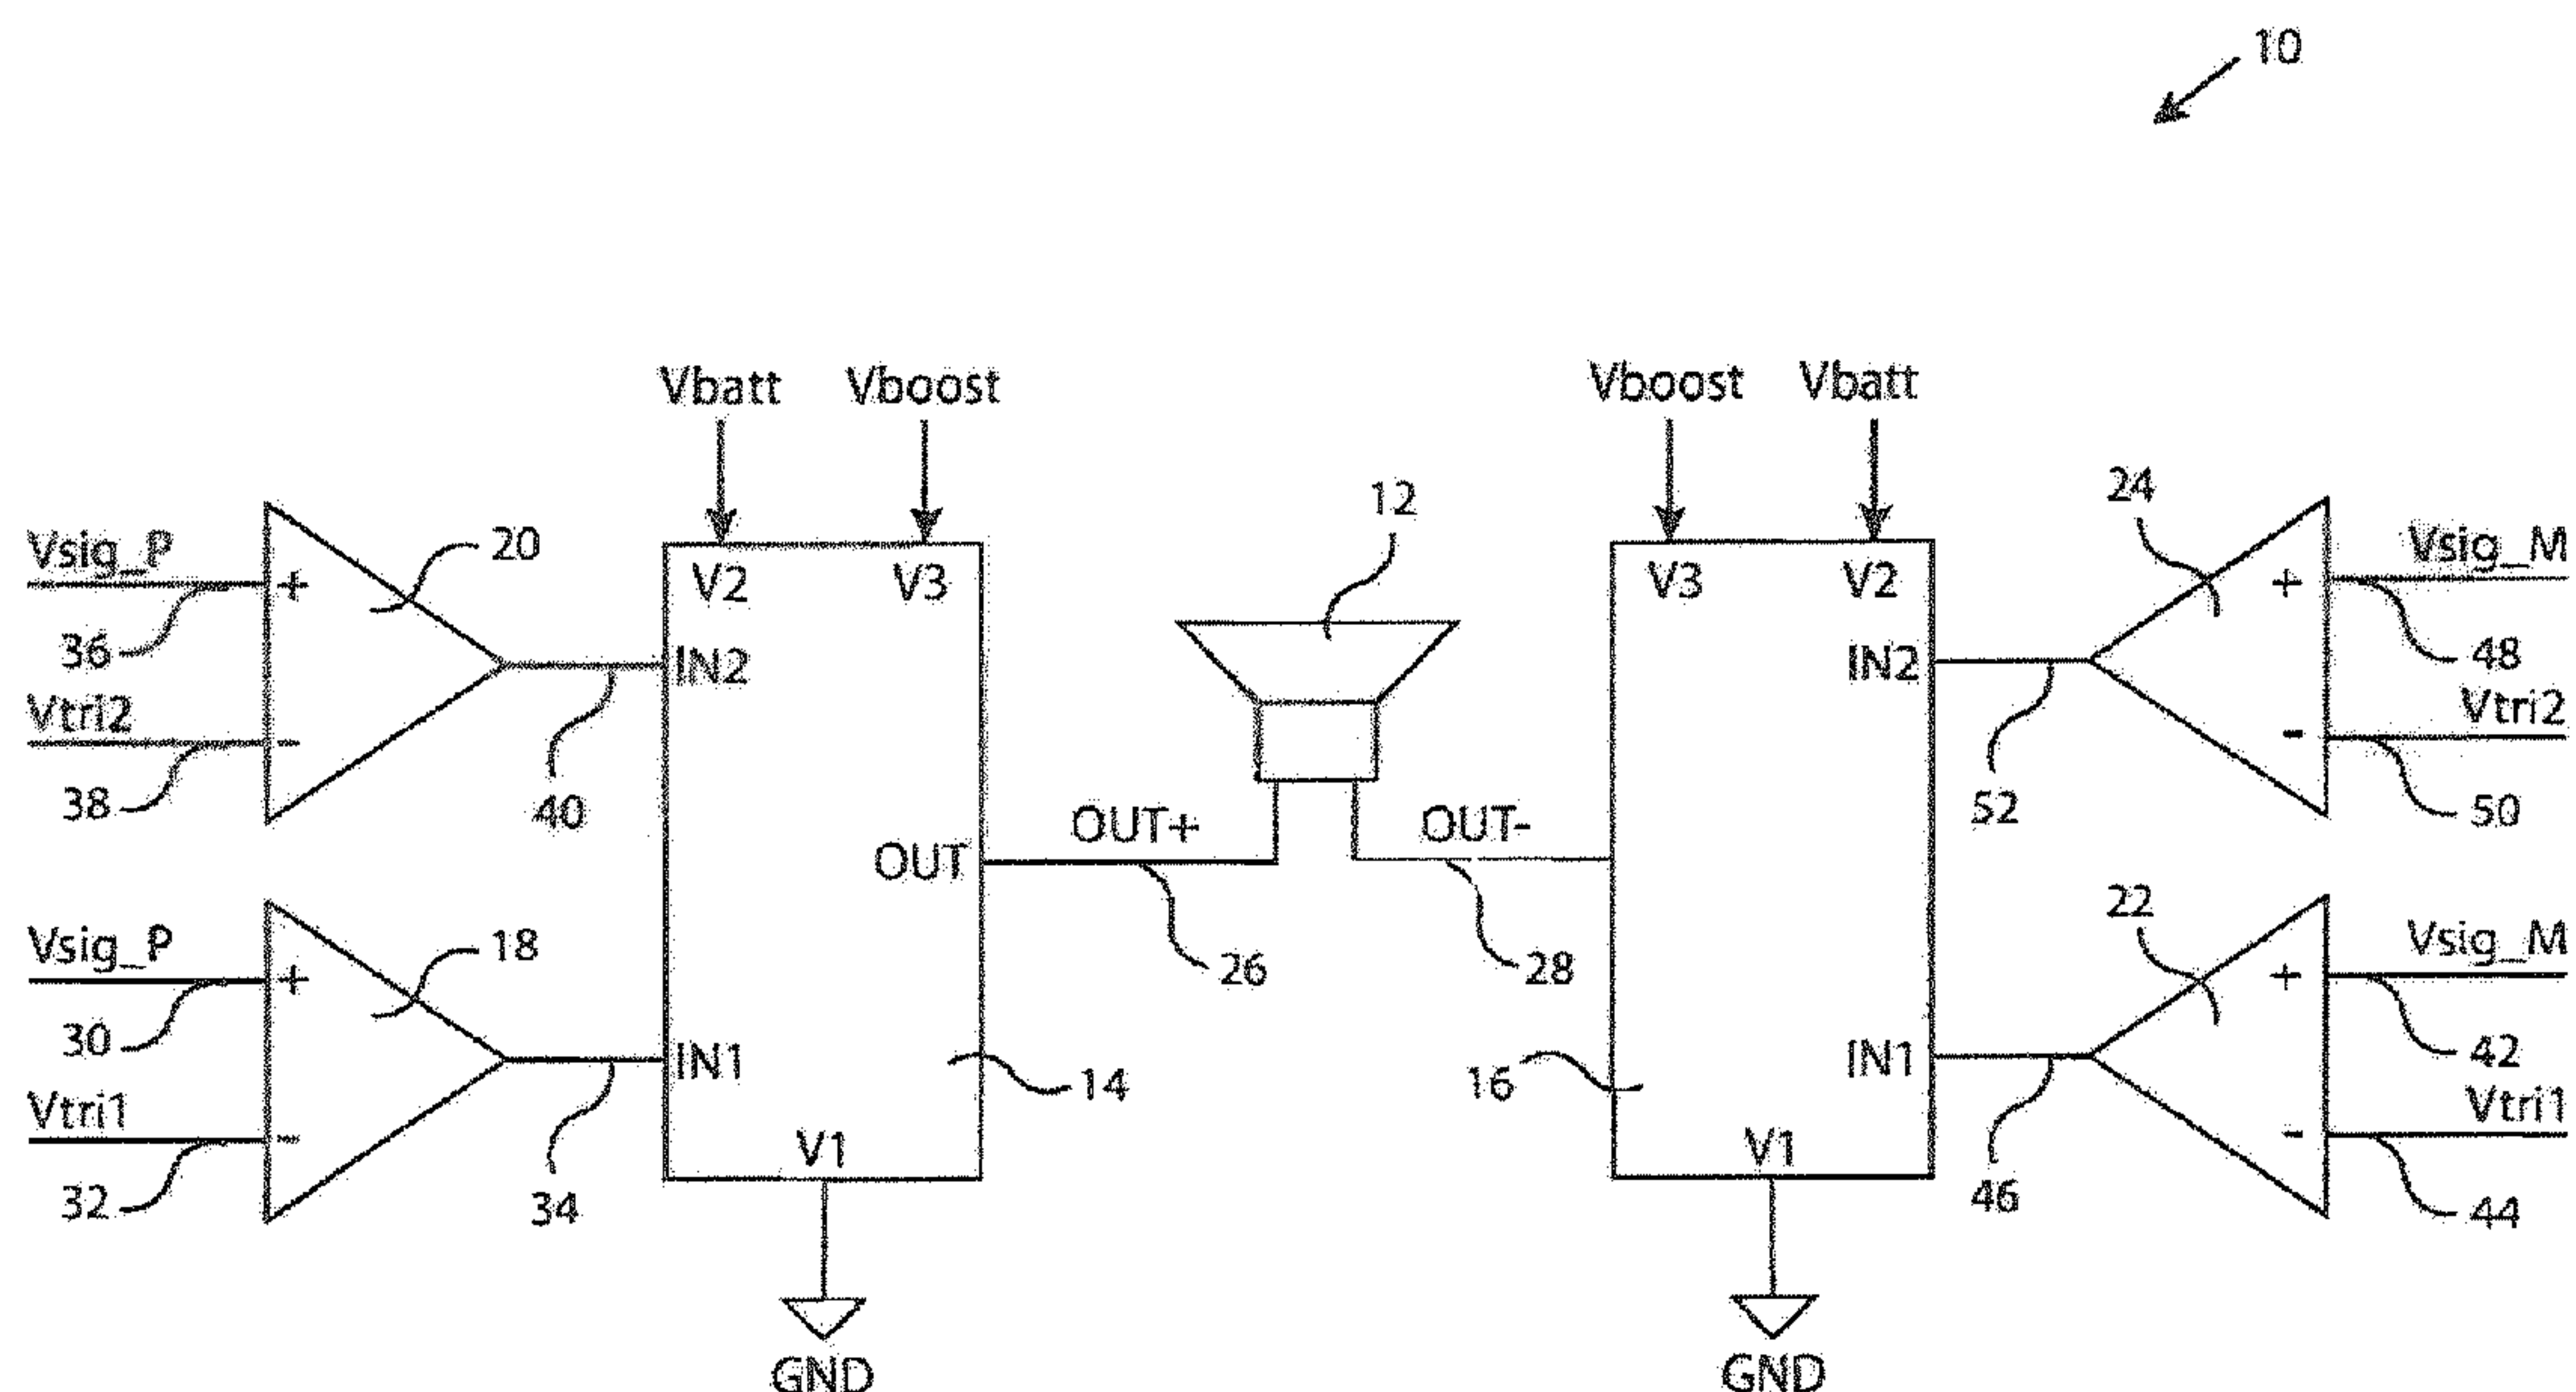 10
Vbatt Vboost Vboost Vbatt
12
24
Vsig_P + 20 V2 V3 V3 V2 + Vsig_M
36 IN2 IN2 48
Vtri2 - - Vtri2
38 40 52 50
OUT+ OUT-
OUT
22
Vsig_P + 18 26 28 + Vsig_M
30 IN1 14 16 IN1 42
Vtri1 - - Vtri1
V1 V1
32 34 46 44
GND GND